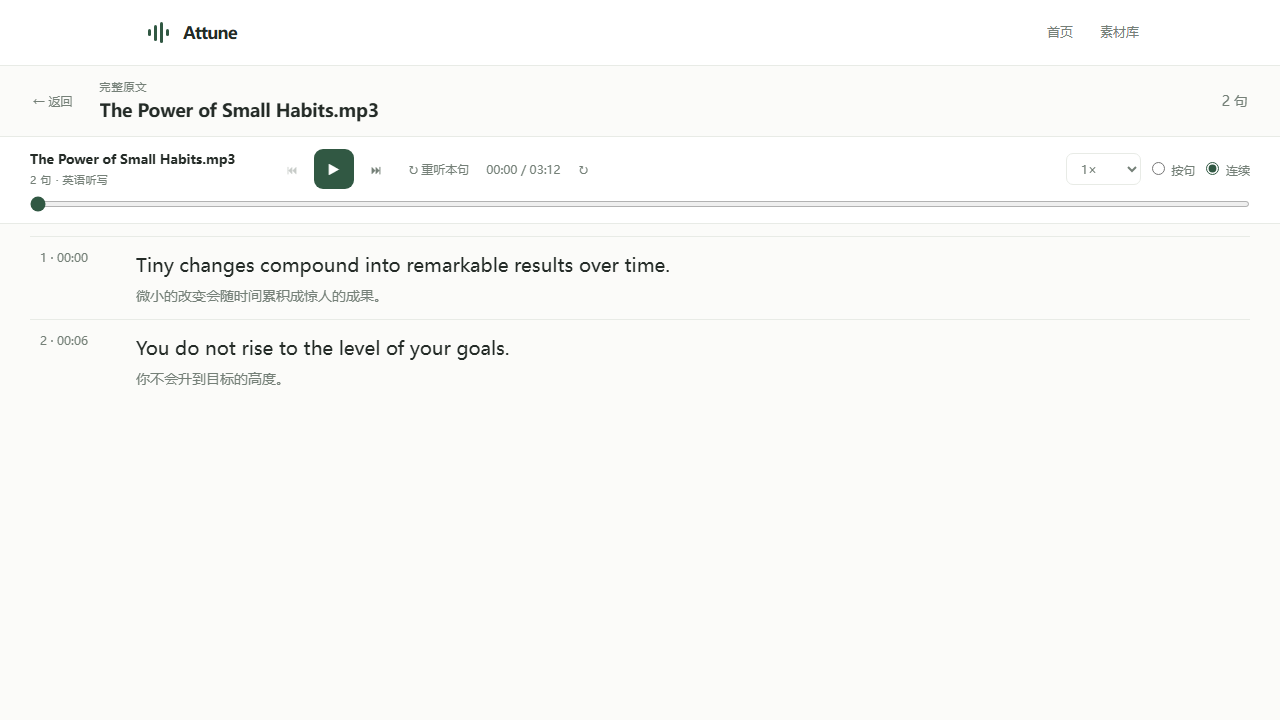 Attune
首页 素材库
← 返回
完整原文
The Power of Small Habits.mp3
2 句
The Power of Small Habits.mp3
2 句 · 英语听写
↻ 重听本句 00:00 / 03:12 ↻
1× 按句 连续
1 · 00:00 Tiny changes compound into remarkable results over time.
微小的改变会随时间累积成惊人的成果。
2 · 00:06 You do not rise to the level of your goals.
你不会升到目标的高度。